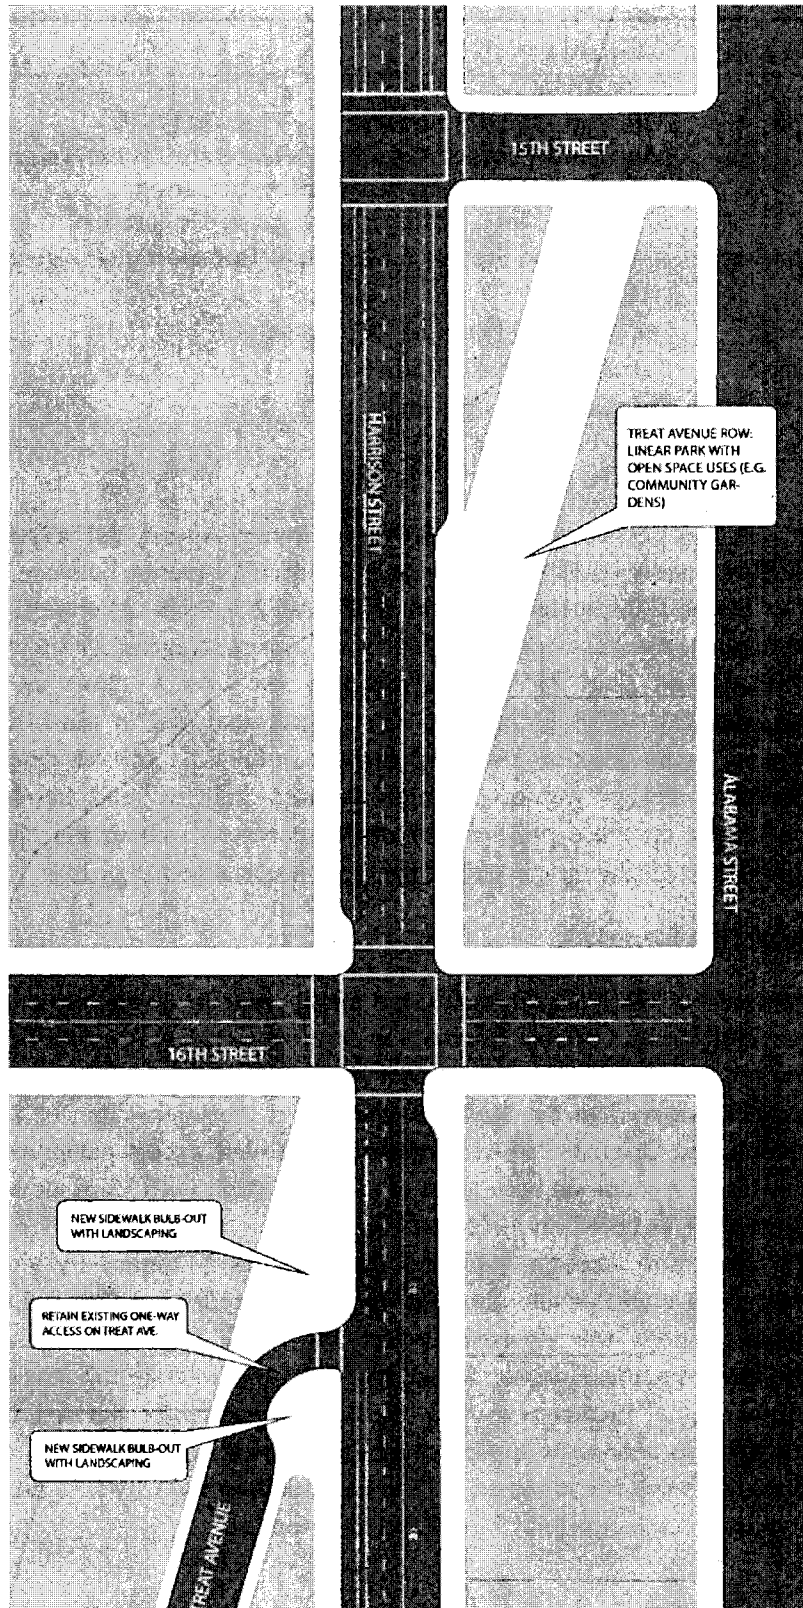 15TH STREET
HARRISON STREET
TREAT AVENUE ROW:
LINEAR PARK WITH
OPEN SPACE USES (E.G.
COMMUNITY GAR-
DENS)
ALABAMA STREET
16TH STREET
NEW SIDEWALK BULB-OUT
WITH LANDSCAPING
RETAIN EXISTING ONE-WAY
ACCESS ON TREAT AVE.
NEW SIDEWALK BULB-OUT
WITH LANDSCAPING
TREAT AVENUE